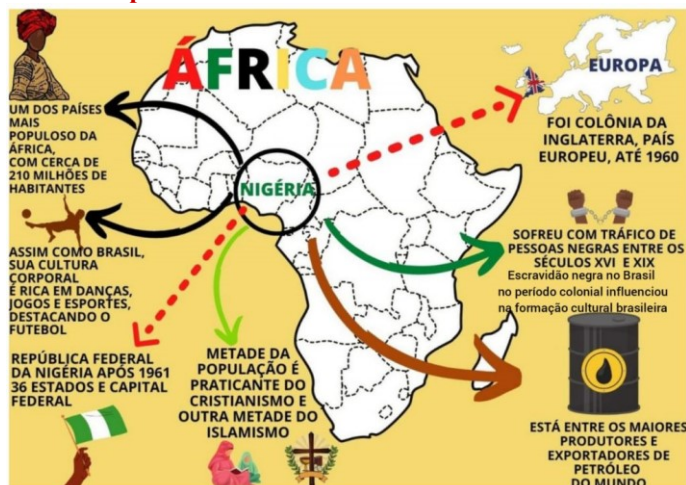 ÁFRICA
EUROPA
UM DOS PAÍSES
MAIS
POPULOSO DA
ÁFRICA,
COM CERCA DE
210 MILHÕES DE
HABITANTES
NIGÉRIA
FOI COLÔNIA DA
INGLATERRA, PAÍS
EUROPEU, ATÉ 1960
ASSIM COMO BRASIL,
SUA CULTURA
CORPORAL
É RICA EM DANÇAS,
JOGOS E ESPORTES,
DESTACANDO O
FUTEBOL
SOFREU COM TRÁFICO DE
PESSOAS NEGRAS ENTRE OS
SÉCULOS XVI E XIX
Escravidão negra no Brasil
no período colonial influenciou
na formação cultural brasileira
REPÚBLICA FEDERAL
DA NIGÉRIA APÓS 1961
36 ESTADOS E CAPITAL
FEDERAL
METADE DA
POPULAÇÃO É
PRATICANTE DO
CRISTIANISMO E
OUTRA METADE DO
ISLAMISMO
ESTÁ ENTRE OS MAIORES
PRODUTORES E
EXPORTADORES DE
PETRÓLEO
DO MUNDO